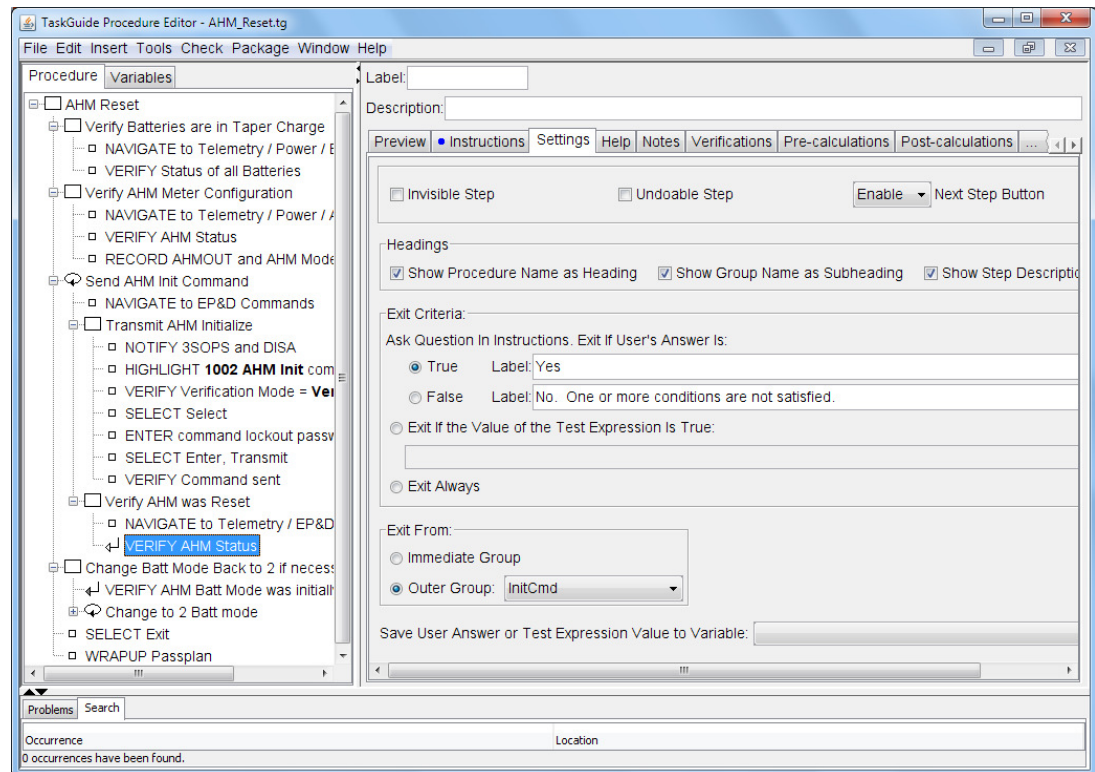 TaskGuide Procedure Editor - AHM_Reset.tg
File Edit Insert Tools Check Package Window Help
Procedure Variables
AHM Reset
Verify Batteries are in Taper Charge
NAVIGATE to Telemetry / Power /
VERIFY Status of all Batteries
Verify AHM Meter Configuration
NAVIGATE to Telemetry / Power /
VERIFY AHM Status
RECORD AHMOUT and AHM Mode
Send AHM Init Command
NAVIGATE to EP&D Commands
Transmit AHM Initialize
NOTIFY 3SOPS and DISA
HIGHLIGHT 1002 AHM Init com
VERIFY Verification Mode = Ver
SELECT Select
ENTER command lockout passw
SELECT Enter, Transmit
VERIFY Command sent
Verify AHM was Reset
NAVIGATE to Telemetry / EP&D
VERIFY AHM Status
Change Batt Mode Back to 2 if necess
VERIFY AHM Batt Mode was initiall
Change to 2 Batt mode
SELECT Exit
WRAPUP Passplan
Label:
Description:
Preview Instructions Settings Help Notes Verifications Pre-calculations Post-calculations ...
Invisible Step Undoable Step Enable Next Step Button
Headings
Show Procedure Name as Heading Show Group Name as Subheading Show Step Descriptio
Exit Criteria:
Ask Question In Instructions. Exit If User's Answer Is:
True Label: Yes
False Label: No. One or more conditions are not satisfied.
Exit If the Value of the Test Expression Is True:
Exit Always
Exit From:
Immediate Group
Outer Group: InitCmd
Save User Answer or Test Expression Value to Variable:
Problems Search
Occurrence Location
0 occurrences have been found.